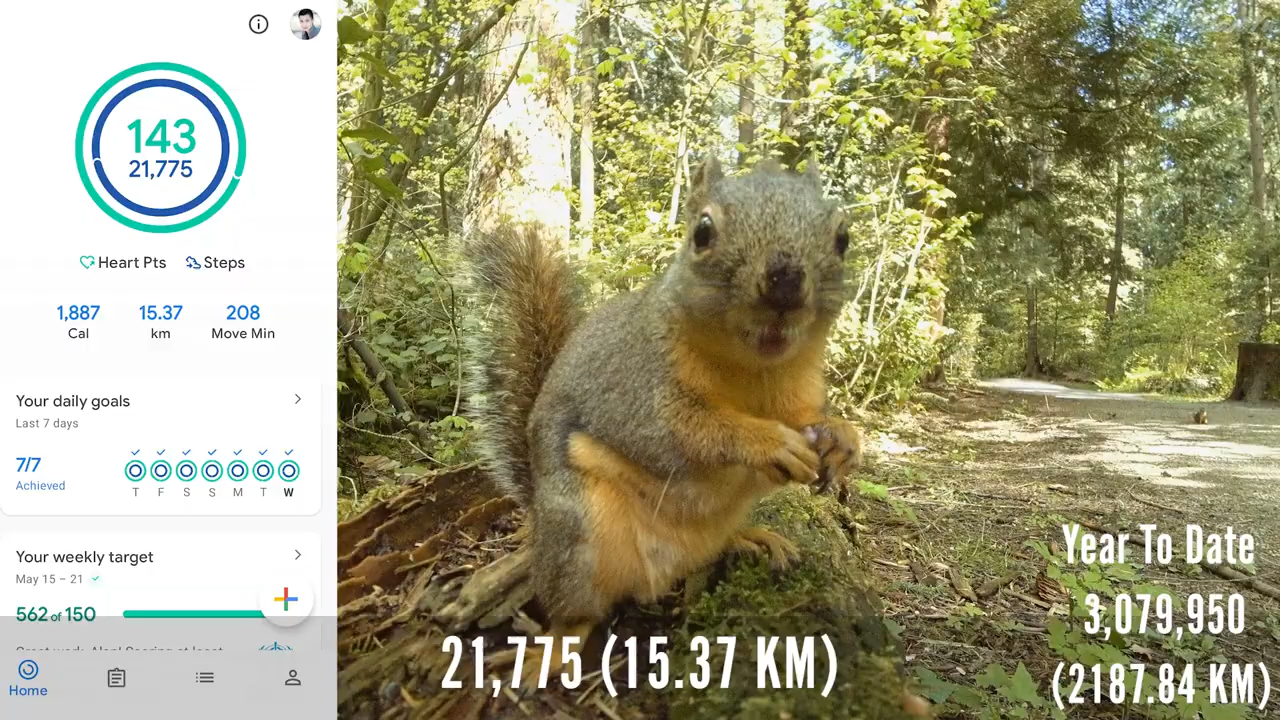 143
21,775
Heart Pts
Steps
1,887
Cal
15.37
km
208
Move Min
Your daily goals
Last 7 days
7/7
Achieved
T F S S M T W
Your weekly target
May 15 – 21
562 of 150
Home
21,775 (15.37 KM)
Year To Date
3,079,950
(2187.84 KM)